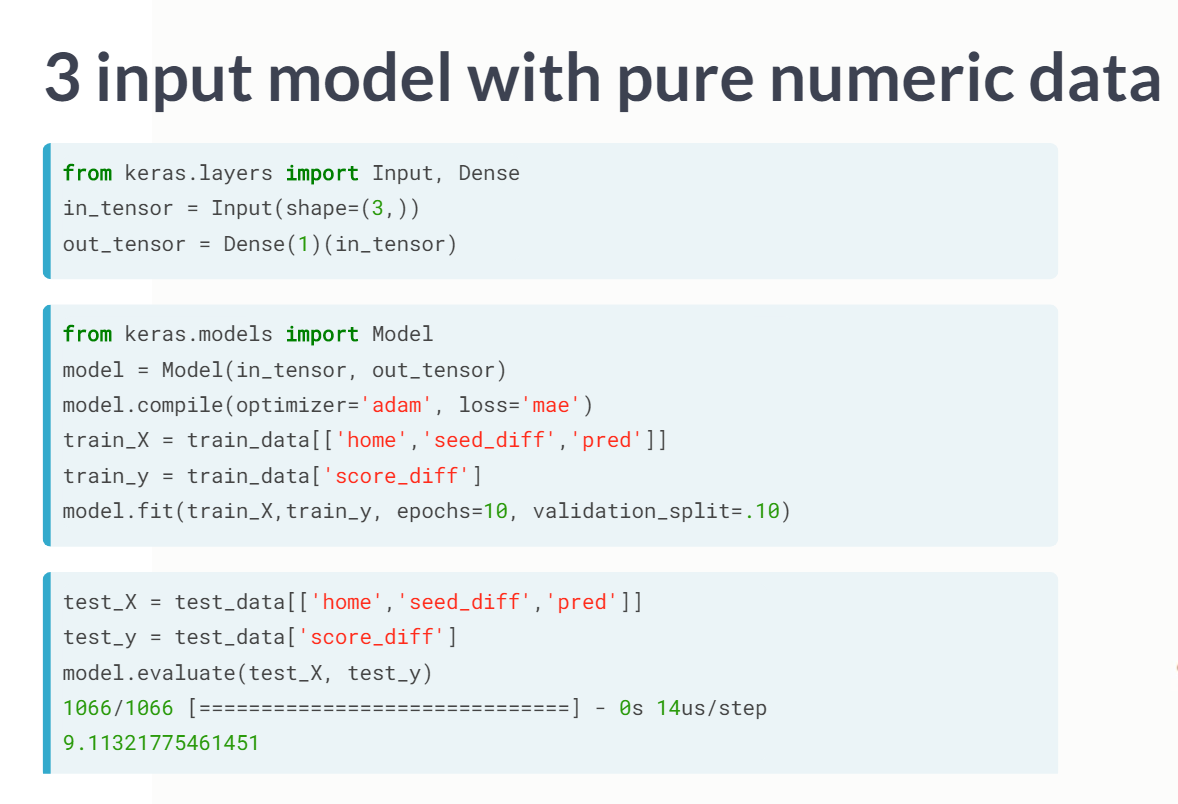 3 input model with pure numeric data
from keras.layers import Input, Dense
in_tensor = Input(shape=(3,))
out_tensor = Dense(1)(in_tensor)
from keras.models import Model
model = Model(in_tensor, out_tensor)
model.compile(optimizer='adam', loss='mae')
train_X = train_data[['home','seed_diff','pred']]
train_y = train_data['score_diff']
model.fit(train_X,train_y, epochs=10, validation_split=.10)
test_X = test_data[['home','seed_diff','pred']]
test_y = test_data['score_diff']
model.evaluate(test_X, test_y)
1066/1066 [==============================] - 0s 14us/step
9.11321775461451